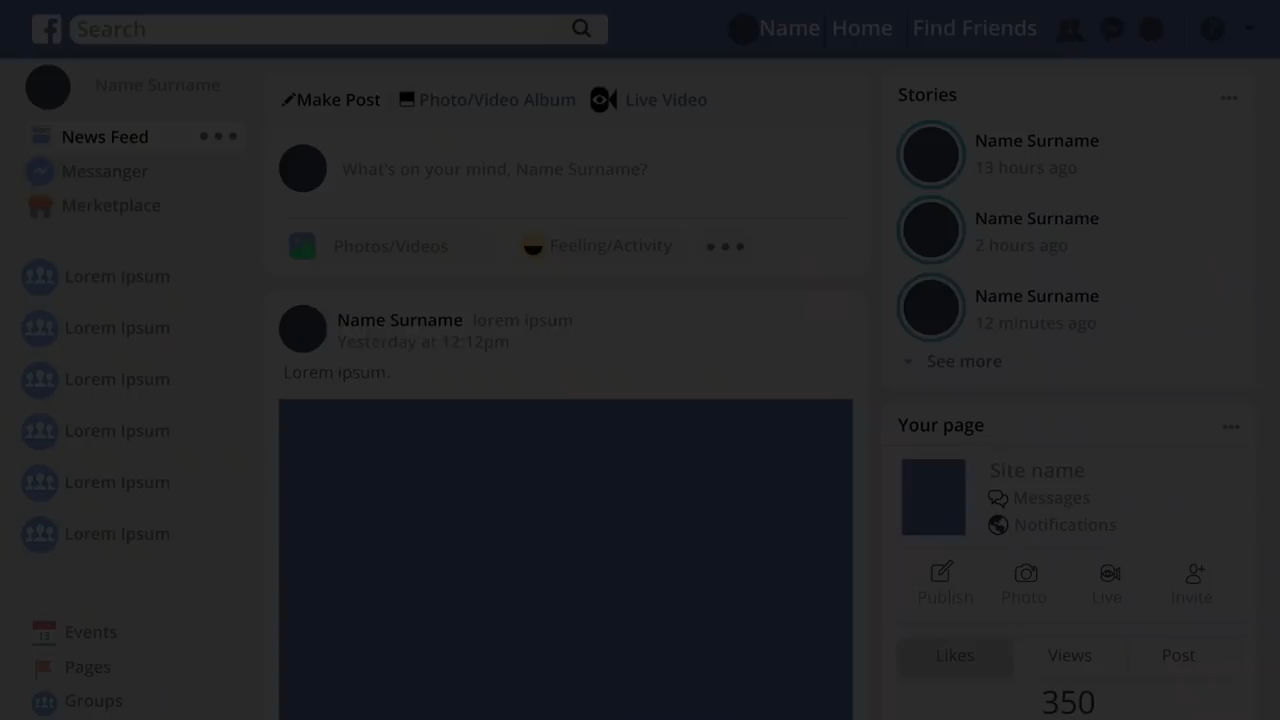 f Search Name Home Find Friends ?
Name Surname
News Feed
Messanger
Merketplace
Lorem Ipsum
Lorem Ipsum
Lorem Ipsum
Lorem Ipsum
Lorem Ipsum
Lorem Ipsum
13 Events
Pages
Groups
Make Post Photo/Video Album Live Video
What's on your mind, Name Surname?
Photos/Videos Feeling/Activity
Name Surname lorem ipsum
Yesterday at 12:12pm
Lorem ipsum.
Stories
Name Surname
13 hours ago
Name Surname
2 hours ago
Name Surname
12 minutes ago
See more
Your page
Site name
Messages
Notifications
Publish Photo Live Invite
Likes Views Post
350